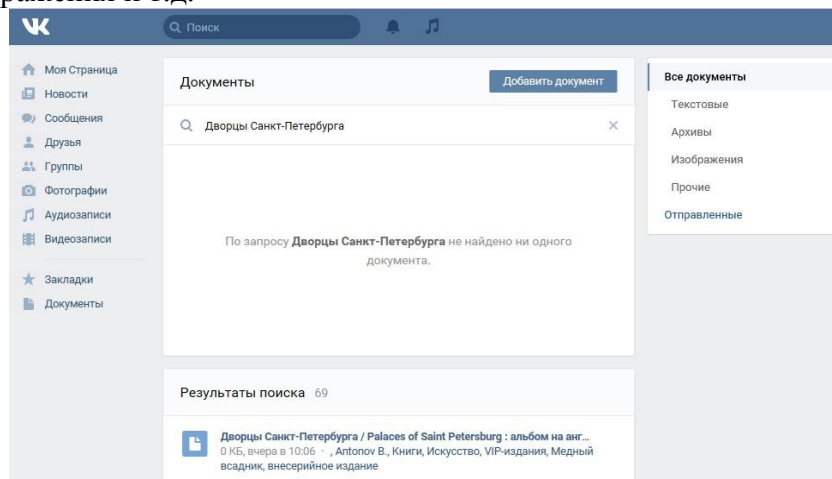 VK
Поиск
Моя Страница
Новости
Сообщения
Друзья
Группы
Фотографии
Аудиозаписи
Видеозаписи
Закладки
Документы
Документы
Добавить документ
Дворцы Санкт-Петербурга
По запросу Дворцы Санкт-Петербурга не найдено ни одного
документа.
Результаты поиска 69
Дворцы Санкт-Петербурга / Palaces of Saint Petersburg : альбом на анг...
0 КБ, вчера в 10:06 · , Antonov B., Книги, Искусство, VIP-издания, Медный
всадник, внесерийное издание
Все документы
Текстовые
Архивы
Изображения
Прочие
Отправленные